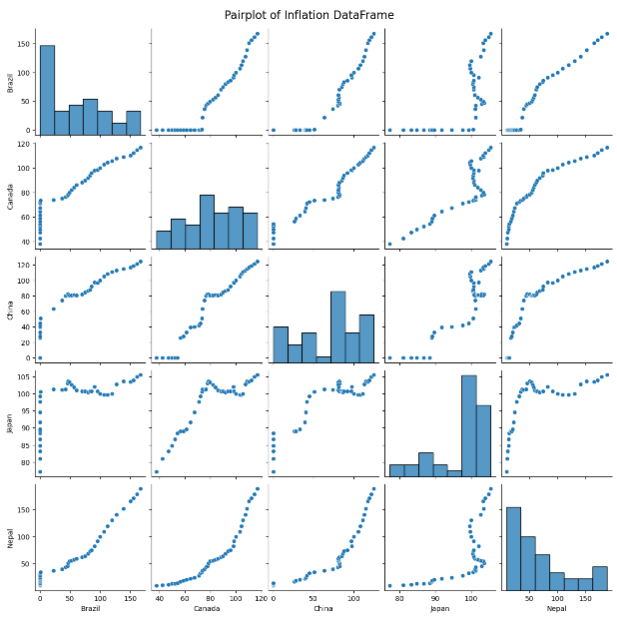 Pairplot of Inflation DataFrame
Brazil
150
100
50
0
Canada
120
100
80
60
40
China
120
100
80
60
40
20
0
Japan
105
100
95
90
85
80
Nepal
150
100
50
0 50 100 150
40 60 80 100 120
0 50 100
80 90 100
50 100 150
Brazil Canada China Japan Nepal